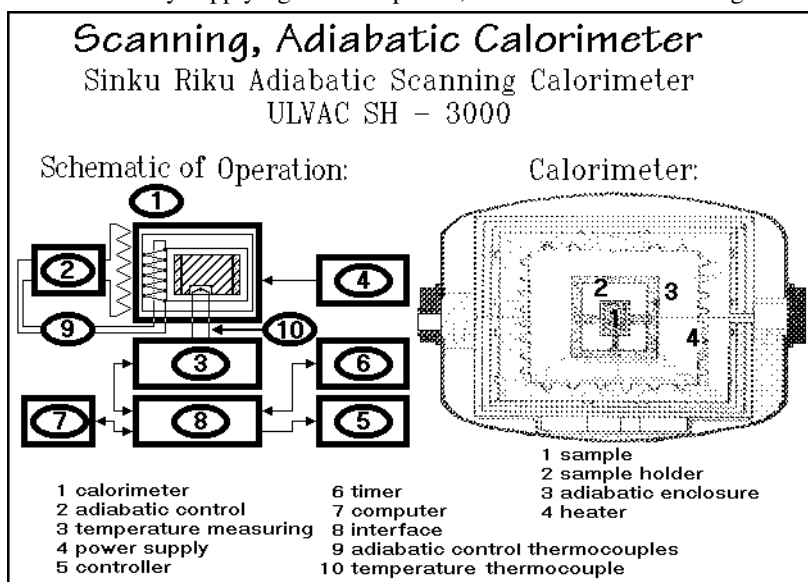 supplying
Scanning, Adiabatic Calorimeter
Sinku Riku Adiabatic Scanning Calorimeter
ULVAC SH - 3000
Schematic of Operation:
1
2
4
9
10
3
6
7
8
5
1 calorimeter
2 adiabatic control
3 temperature measuring
4 power supply
5 controller
6 timer
7 computer
8 interface
9 adiabatic control thermocouples
10 temperature thermocouple
Calorimeter:
2
3
1
4
1 sample
2 sample holder
3 adiabatic enclosure
4 heater